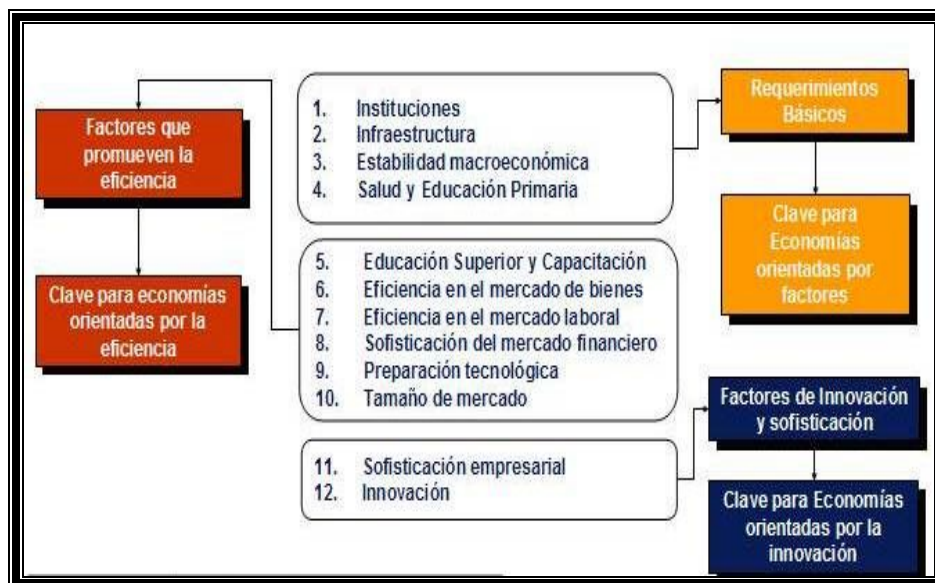 Factores que
promueven la
eficiencia
Clave para economías
orientadas por la
eficiencia
1. Instituciones
2. Infraestructura
3. Estabilidad macroeconómica
4. Salud y Educación Primaria
5. Educación Superior y Capacitación
6. Eficiencia en el mercado de bienes
7. Eficiencia en el mercado laboral
8. Sofisticación del mercado financiero
9. Preparación tecnológica
10. Tamaño de mercado
11. Sofisticación empresarial
12. Innovación
Requerimientos
Básicos
Clave para
Economías
orientadas por
factores
Factores de Innovación
y sofisticación
Clave para Economías
orientadas por la
innovación